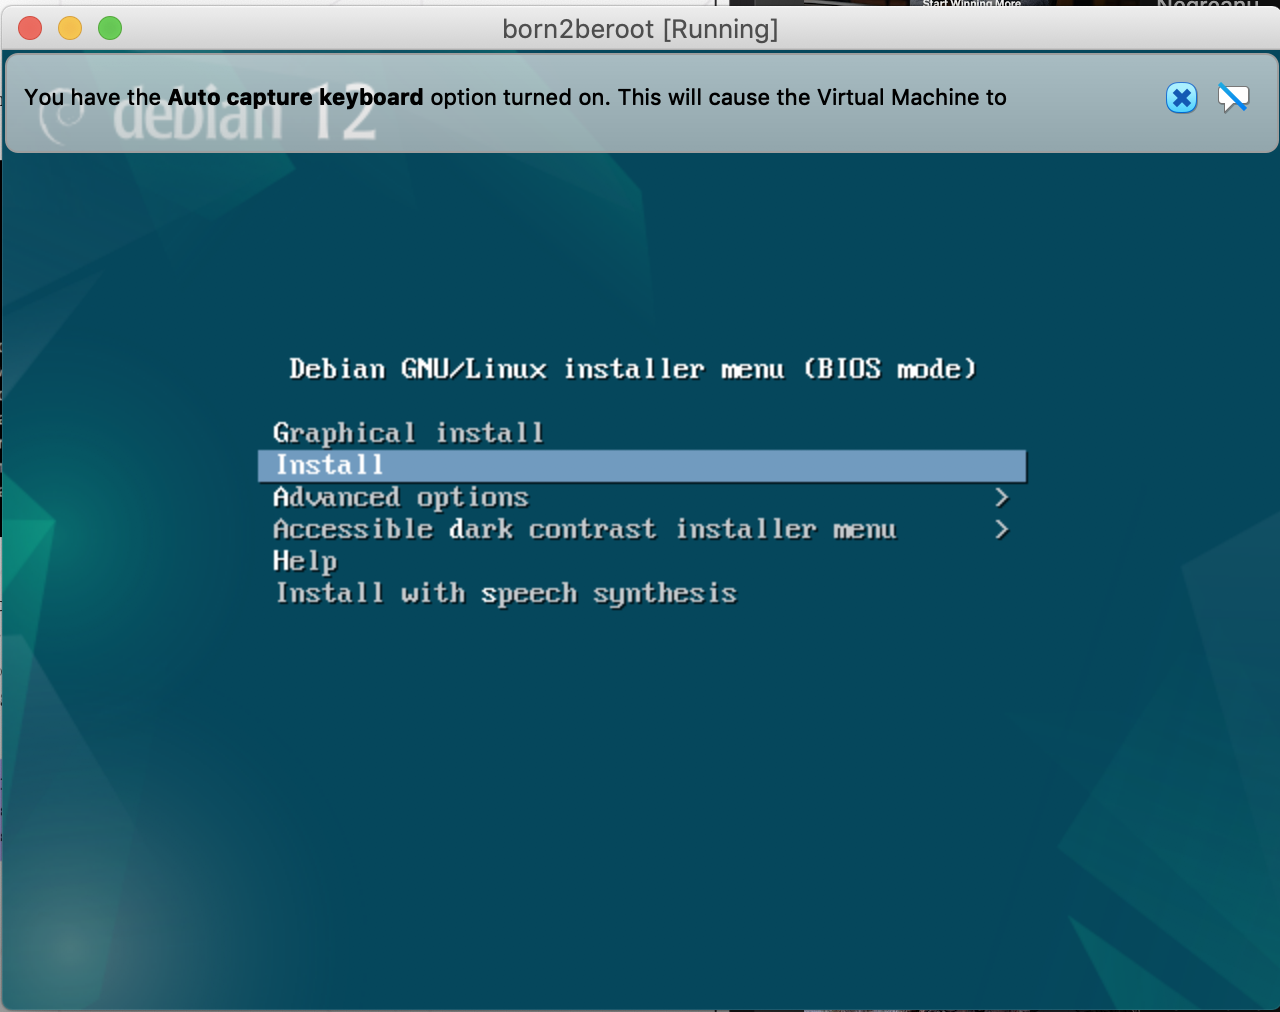 Start Winning More
Negreanu
born2beroot [Running]
You have the Auto capture keyboard option turned on. This will cause the Virtual Machine to
debian 12
Debian GNU/Linux installer menu (BIOS mode)
Graphical install
Install
Advanced options >
Accessible dark contrast installer menu >
Help
Install with speech synthesis